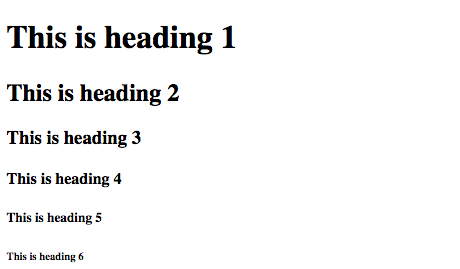 This is heading 1
This is heading 2
This is heading 3
This is heading 4
This is heading 5
This is heading 6